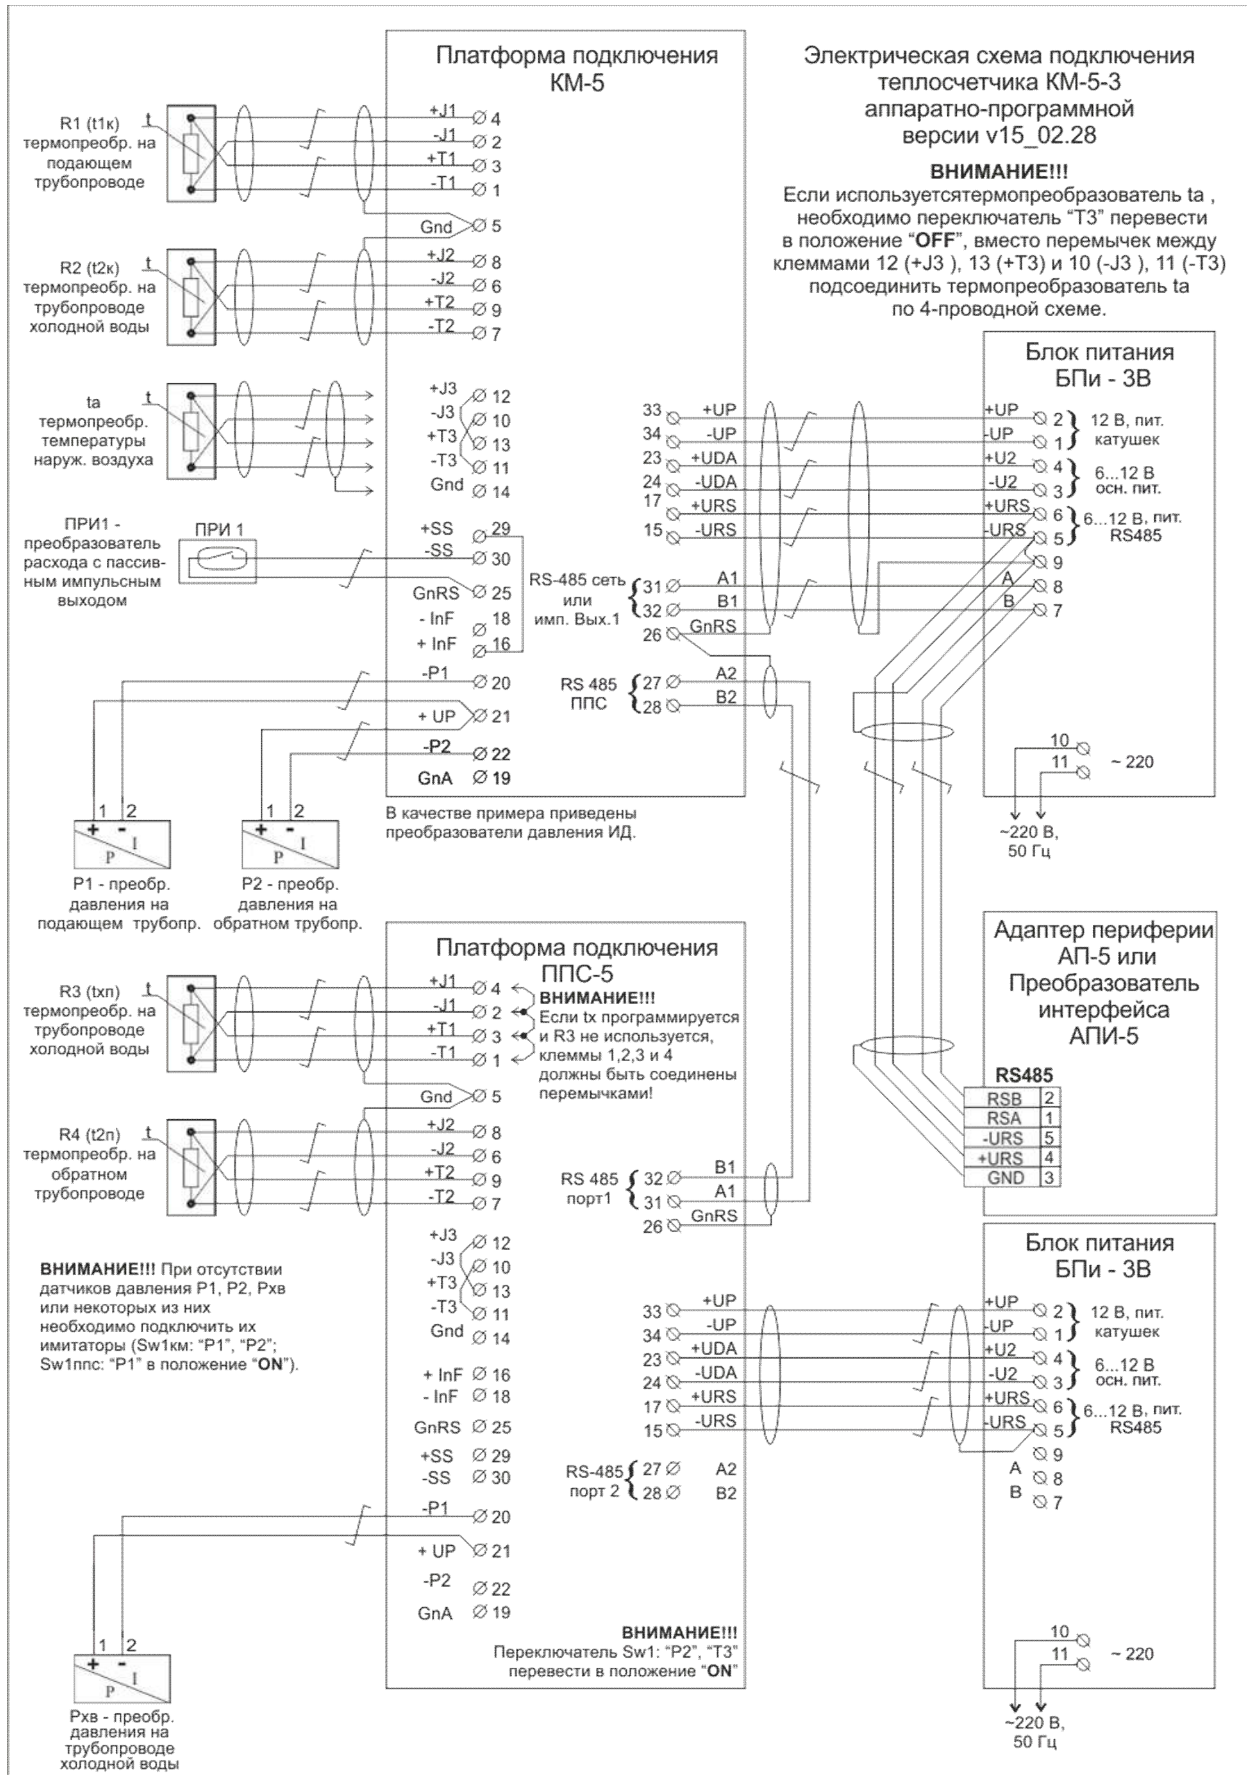 Платформа подключения
КМ-5
Электрическая схема подключения
теплосчетчика КМ-5-3
аппаратно-программной
версии v15_02.28
ВНИМАНИЕ!!!
Если используетсятермопреобразователь ta ,
необходимо переключатель “Т3” перевести
в положение “OFF”, вместо перемычек между
клеммами 12 (+J3 ), 13 (+T3) и 10 (-J3 ), 11 (-T3)
подсоединить термопреобразователь ta
по 4-проводной схеме.
R1 (t1к)
термопреобр. на
подающем
трубопроводе
t
+J1 4
-J1 2
+T1 3
-T1 1
Gnd 5
R2 (t2к)
термопреобр. на
трубопроводе
холодной воды
t
+J2 8
-J2 6
+T2 9
-T2 7
ta
термопреобр.
температуры
наруж. воздуха
t
+J3 12
-J3 10
+T3 13
-T3 11
Gnd 14
ПРИ1 -
преобразователь
расхода с пассив-
ным импульсным
выходом
ПРИ 1
+SS 29
-SS 30
GnRS 25
- InF 18
+ InF 16
-P1 20
+ UP 21
-P2 22
GnA 19
33 +UP
34 -UP
23 +UDA
24 -UDA
17 +URS
15 -URS
RS-485 сеть
или
имп. Вых.1
31 A1
32 B1
26 GnRS
RS 485
ППС
27 A2
28 B2
Блок питания
БПи - 3В
+UP 2
-UP 1
12 В, пит.
катушек
+U2 4
-U2 3
6...12 В
осн. пит.
+URS 6
-URS 5
6...12 В, пит.
RS485
9
A 8
B 7
10
11
~ 220
~220 В,
50 Гц
1 2
+ -
P I
P1 - преобр.
давления на
подающем трубопр.
1 2
+ -
P I
P2 - преобр.
давления на
обратном трубопр.
В качестве примера приведены
преобразователи давления ИД.
Платформа подключения
ППС-5
R3 (txп)
термопреобр. на
трубопроводе
холодной воды
t
+J1 4
-J1 2
+T1 3
-T1 1
Gnd 5
ВНИМАНИЕ!!!
Если tx программируется
и R3 не используется,
клеммы 1,2,3 и 4
должны быть соединены
перемычками!
R4 (t2п)
термопреобр. на
обратном
трубопроводе
t
+J2 8
-J2 6
+T2 9
-T2 7
+J3 12
-J3 10
+T3 13
-T3 11
Gnd 14
+ InF 16
- InF 18
GnRS 25
+SS 29
-SS 30
-P1 20
+ UP 21
-P2 22
GnA 19
RS 485
порт1
32 B1
31 A1
26 GnRS
33 +UP
34 -UP
23 +UDA
24 -UDA
17 +URS
15 -URS
RS-485
порт 2
27 A2
28 B2
ВНИМАНИЕ!!!
Переключатель Sw1: “P2”, “T3”
перевести в положение “ON”
ВНИМАНИЕ!!! При отсутствии
датчиков давления Р1, Р2, Рхв
или некоторых из них
необходимо подключить их
имитаторы (Sw1км: “P1”, “P2”;
Sw1ппс: “P1” в положение “ON”).
1 2
+ -
P I
Рхв - преобр.
давления на
трубопроводе
холодной воды
Адаптер периферии
АП-5 или
Преобразователь
интерфейса
АПИ-5
RS485
RSB 2
RSA 1
-URS 5
+URS 4
GND 3
Блок питания
БПи - 3В
+UP 2
-UP 1
12 В, пит.
катушек
+U2 4
-U2 3
6...12 В
осн. пит.
+URS 6
-URS 5
6...12 В, пит.
RS485
9
A 8
B 7
10
11
~ 220
~220 В,
50 Гц